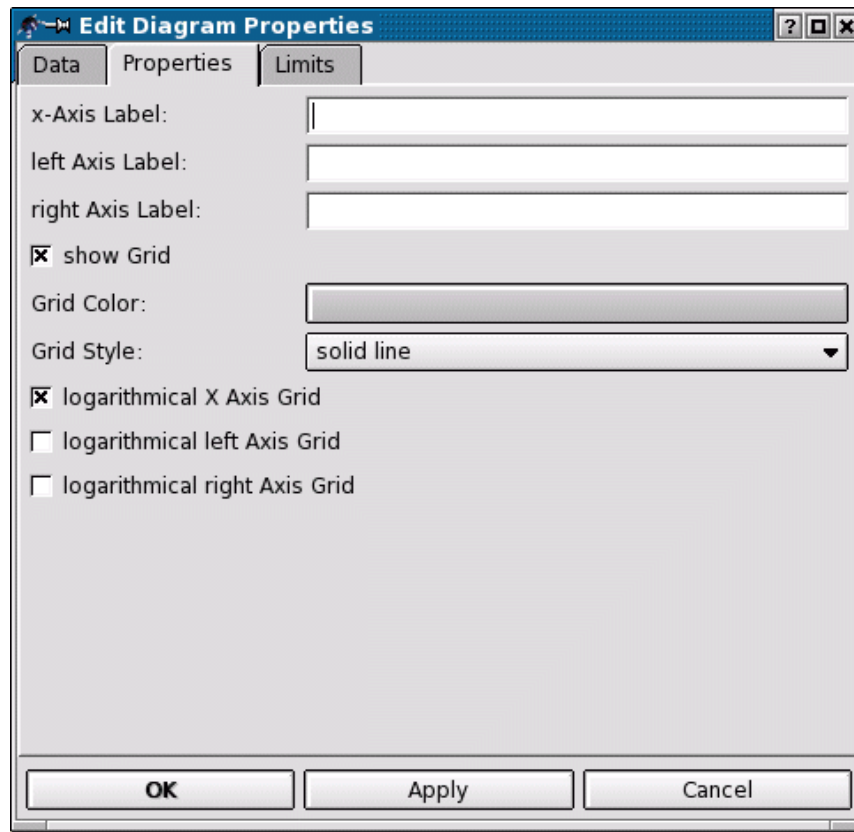 Edit Diagram Properties
Data Properties Limits
x-Axis Label:
left Axis Label:
right Axis Label:
show Grid
Grid Color:
Grid Style: solid line
logarithmical X Axis Grid
logarithmical left Axis Grid
logarithmical right Axis Grid
OK Apply Cancel